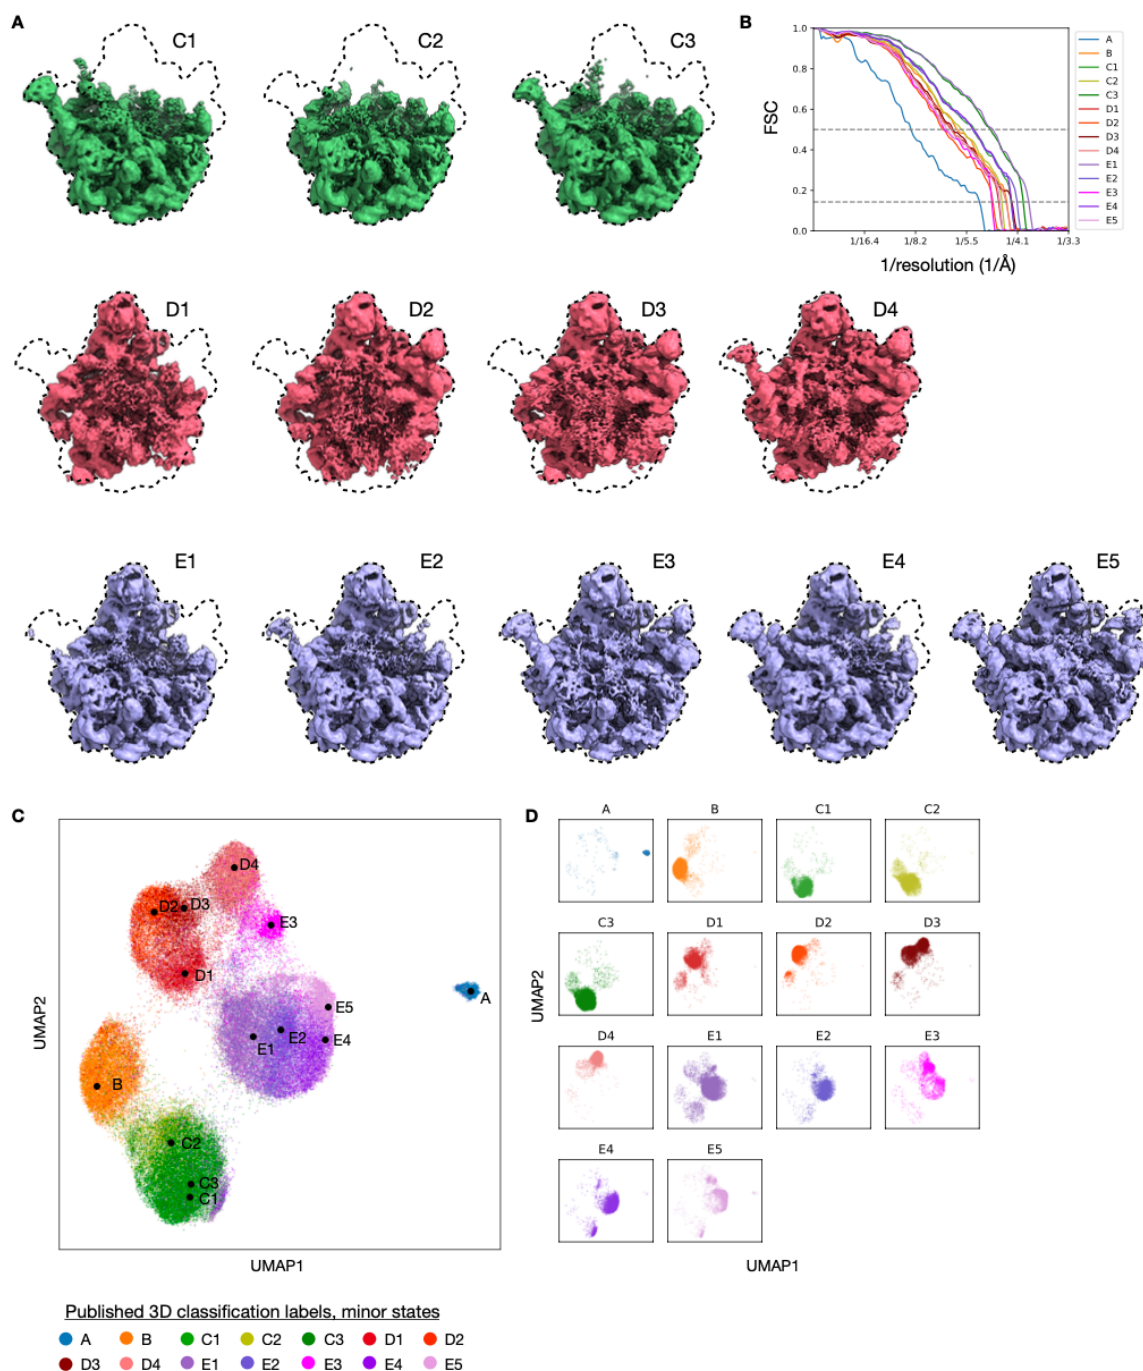 A
C1
C2
C3
B
FSC
1.0
0.8
0.6
0.4
0.2
0.0
1/16.4
1/8.2
1/5.5
1/4.1
1/3.3
1/resolution (1/Å)
A
B
C1
C2
C3
D1
D2
D3
D4
E1
E2
E3
E4
E5
D1
D2
D3
D4
E1
E2
E3
E4
E5
C
UMAP2
D4
D2
D3
E3
D1
A
E5
E2
E1
E4
B
C2
C3
C1
UMAP1
D
A
B
C1
C2
C3
D1
D2
D3
UMAP2
D4
E1
E2
E3
E4
E5
UMAP1
Published 3D classification labels, minor states
A B C1 C2 C3 D1 D2
D3 D4 E1 E2 E3 E4 E5